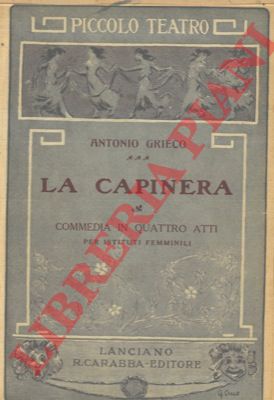 PICCOLO TEATRO
ANTONIO GRIECO
LA CAPINERA
COMMEDIA IN QUATTRO ATTI
PER ISTITUTI FEMMINILI
LANCIANO
R. CARABBA-EDITORE
LIBRERIA PIANI